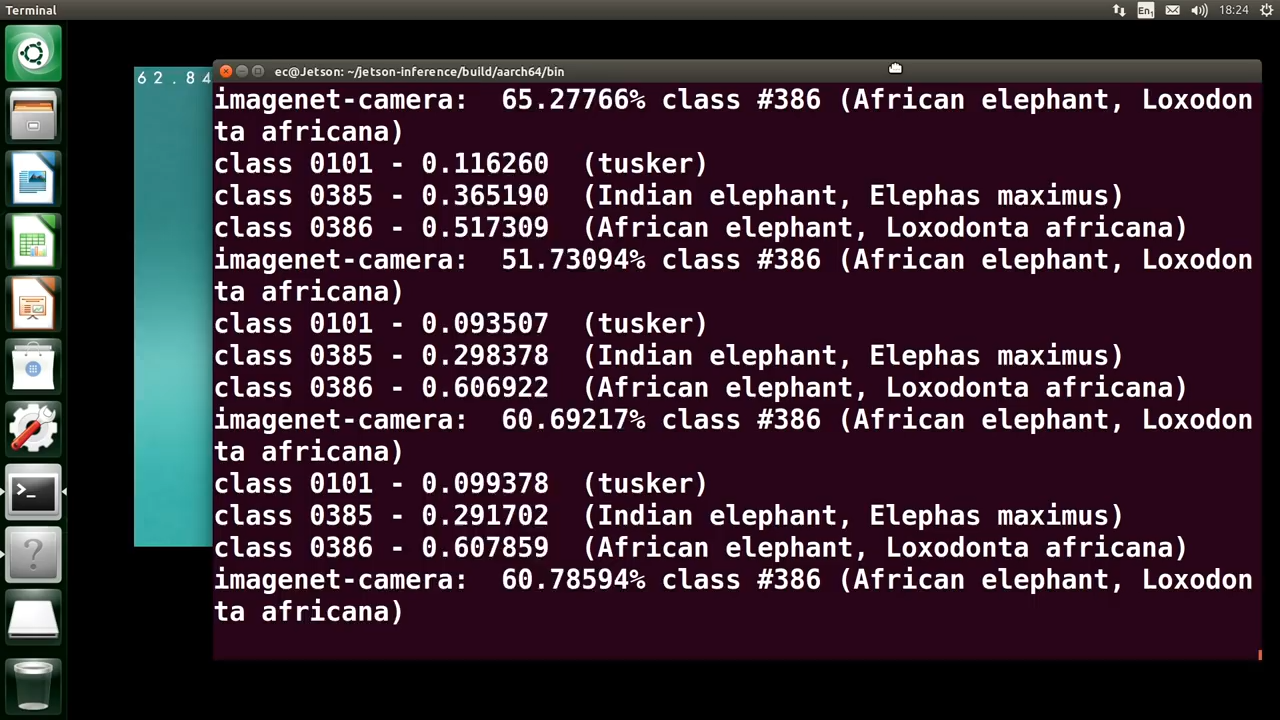 Terminal
En1
18:24
62.84
ec@Jetson: ~/jetson-inference/build/aarch64/bin
imagenet-camera:  65.27766% class #386 (African elephant, Loxodon
ta africana)
class 0101 - 0.116260  (tusker)
class 0385 - 0.365190  (Indian elephant, Elephas maximus)
class 0386 - 0.517309  (African elephant, Loxodonta africana)
imagenet-camera:  51.73094% class #386 (African elephant, Loxodon
ta africana)
class 0101 - 0.093507  (tusker)
class 0385 - 0.298378  (Indian elephant, Elephas maximus)
class 0386 - 0.606922  (African elephant, Loxodonta africana)
imagenet-camera:  60.69217% class #386 (African elephant, Loxodon
ta africana)
class 0101 - 0.099378  (tusker)
class 0385 - 0.291702  (Indian elephant, Elephas maximus)
class 0386 - 0.607859  (African elephant, Loxodonta africana)
imagenet-camera:  60.78594% class #386 (African elephant, Loxodon
ta africana)